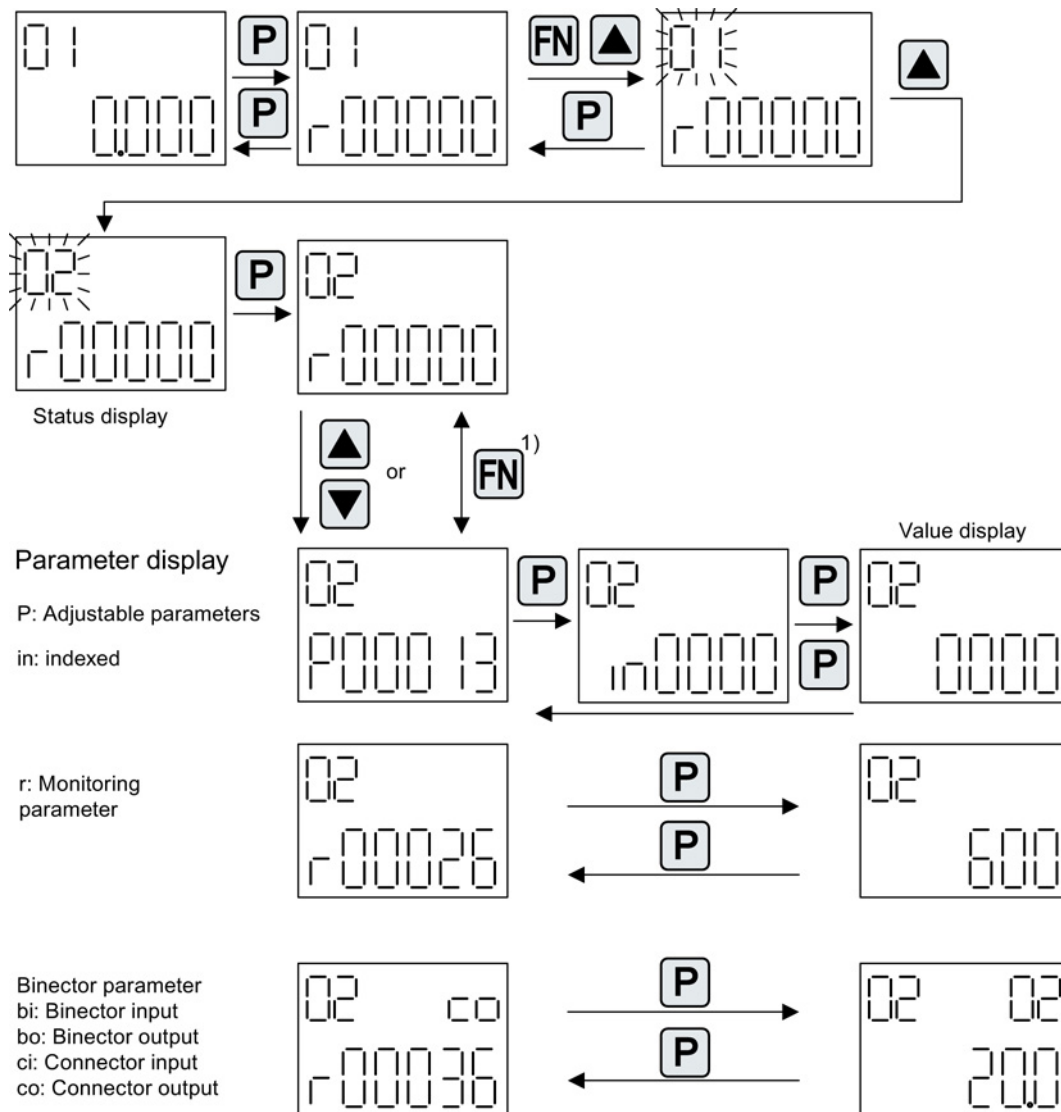 01 P 01 FN 01
0.000 P r00000 P r00000
02 P 02
r00000 r00000
Status display
or FN 1)
Value display
Parameter display
02 P 02 P 02
P: Adjustable parameters
P00013 in0000 P 0000
in: indexed
02 P 02
r: Monitoring
parameter
r00026 P 600
Binector parameter
02 co P 02 02
bi: Binector input
bo: Binector output
ci: Connector input
co: Connector output
r00036 P 20.0